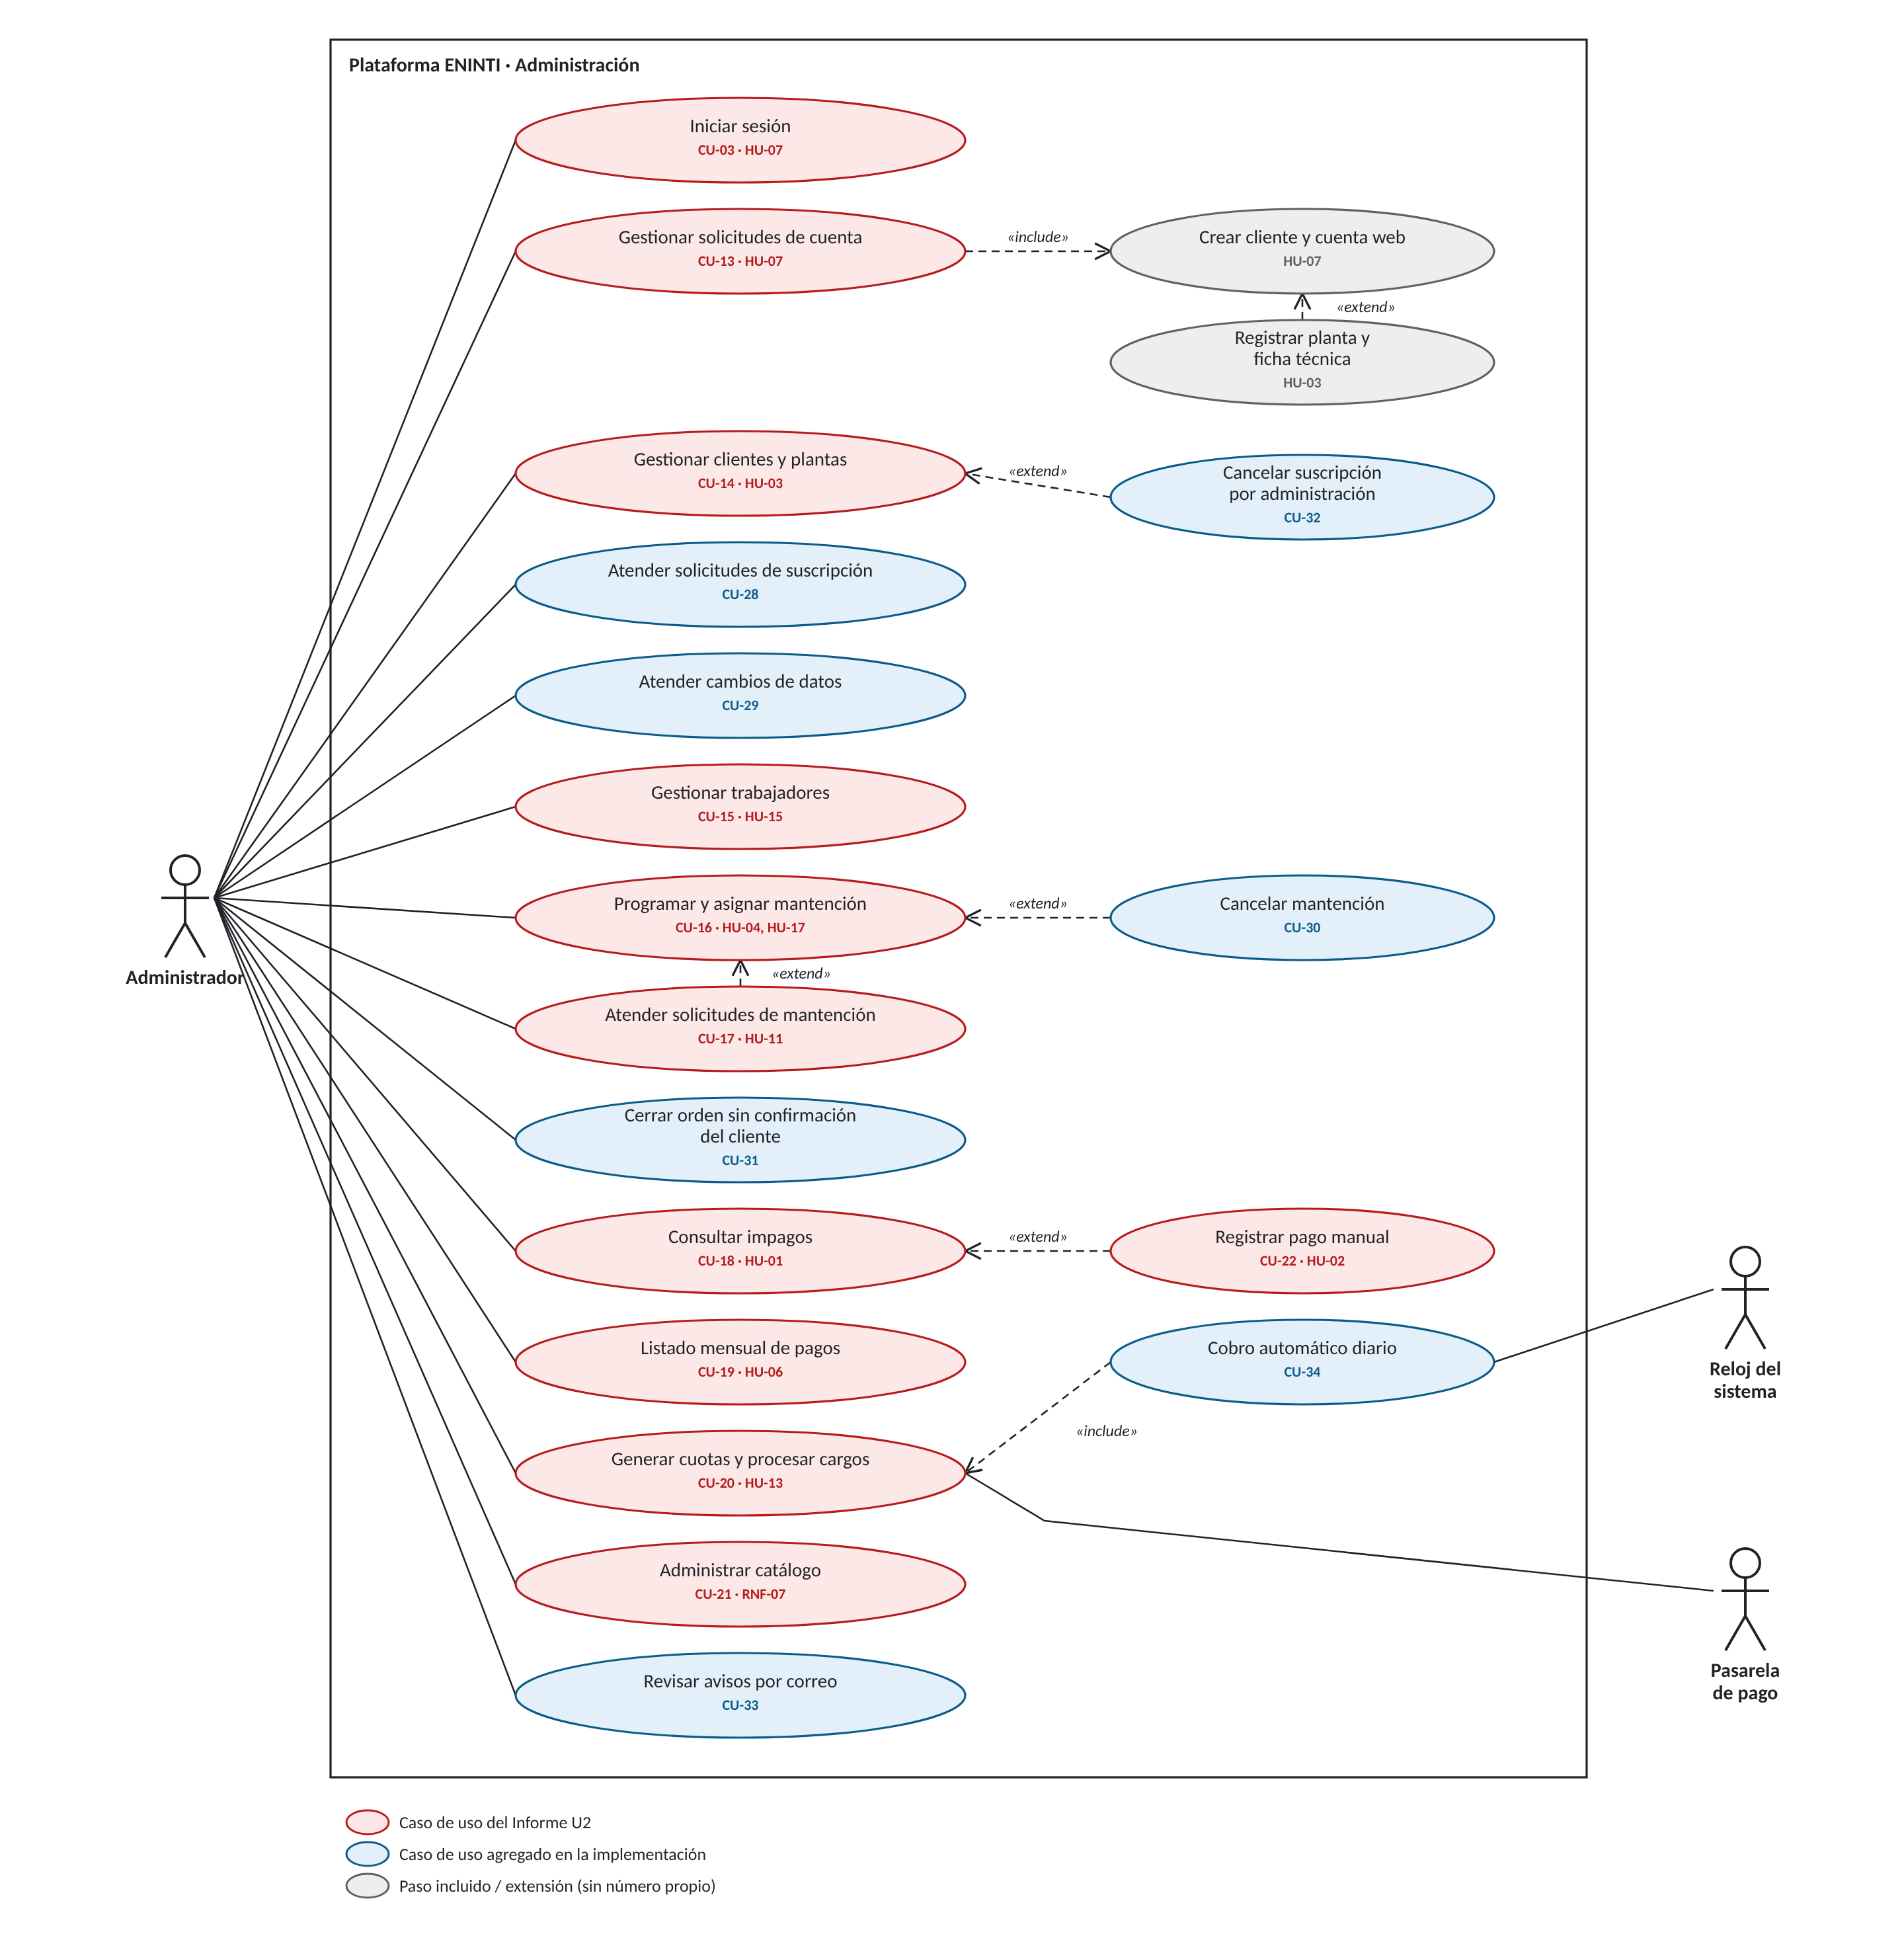 Plataforma ENINTI · Administración
Iniciar sesión
CU-03 · HU-07
Gestionar solicitudes de cuenta
CU-13 · HU-07
«include»
Crear cliente y cuenta web
HU-07
«extend»
Registrar planta y
ficha técnica
HU-03
Gestionar clientes y plantas
CU-14 · HU-03
«extend»
Cancelar suscripción
por administración
CU-32
Atender solicitudes de suscripción
CU-28
Atender cambios de datos
CU-29
Gestionar trabajadores
CU-15 · HU-15
Administrador
Programar y asignar mantención
CU-16 · HU-04, HU-17
«extend»
Cancelar mantención
CU-30
«extend»
Atender solicitudes de mantención
CU-17 · HU-11
Cerrar orden sin confirmación
del cliente
CU-31
Consultar impagos
CU-18 · HU-01
«extend»
Registrar pago manual
CU-22 · HU-02
Listado mensual de pagos
CU-19 · HU-06
Cobro automático diario
CU-34
Reloj del
sistema
«include»
Generar cuotas y procesar cargos
CU-20 · HU-13
Administrar catálogo
CU-21 · RNF-07
Pasarela
de pago
Revisar avisos por correo
CU-33
Caso de uso del Informe U2
Caso de uso agregado en la implementación
Paso incluido / extensión (sin número propio)